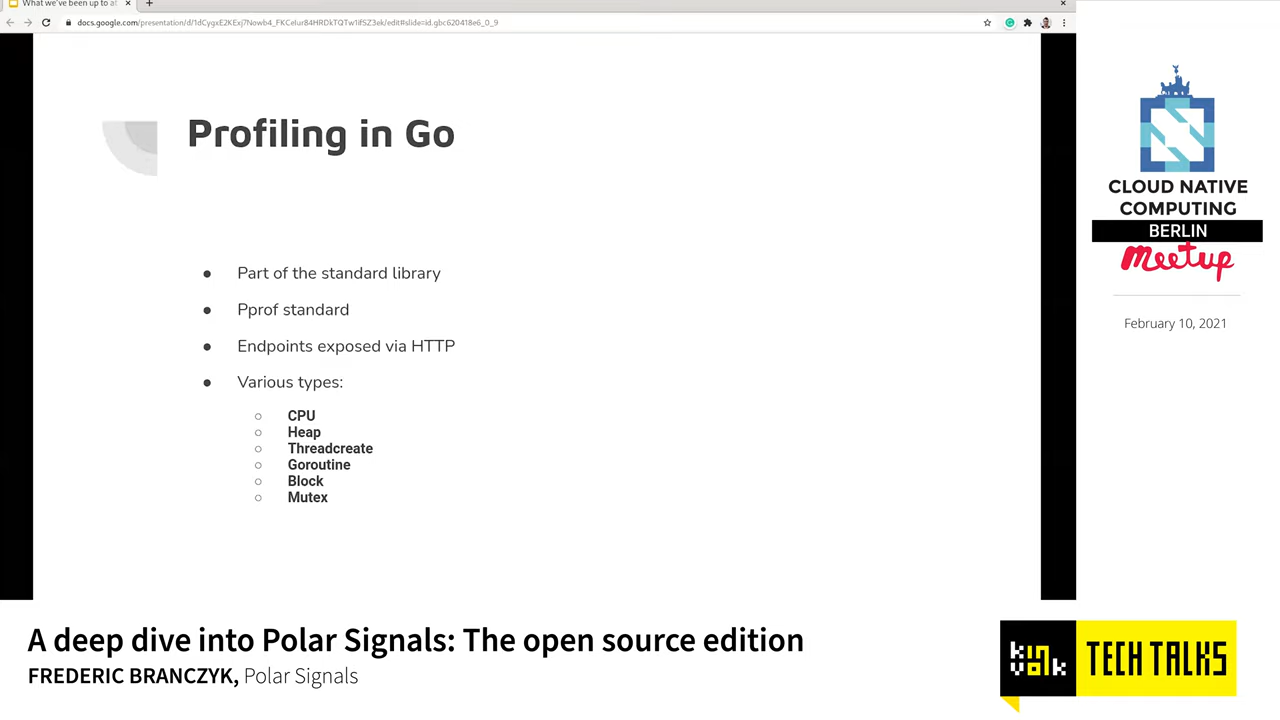 What we've been up to at
docs.google.com/presentation/d/1dCygxE2KExj7Nowb4_FKCeIur84HRDkTQTw1ifSZ3ek/edit#slide=id.gbc620418e6_0_9
Profiling in Go
● Part of the standard library
● Pprof standard
● Endpoints exposed via HTTP
● Various types:
○ CPU
○ Heap
○ Threadcreate
○ Goroutine
○ Block
○ Mutex
CLOUD NATIVE
COMPUTING
BERLIN
Meetup
February 10, 2021
A deep dive into Polar Signals: The open source edition
FREDERIC BRANCZYK, Polar Signals
kinvolk
TECH TALKS